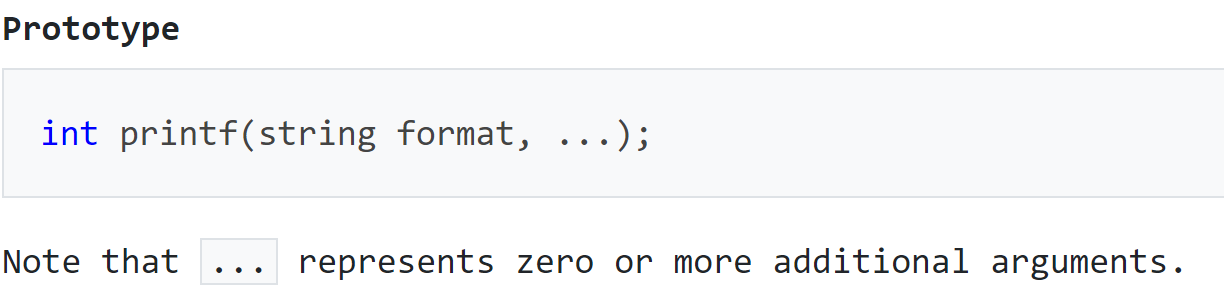 Prototype
int printf(string format, ...);
Note that ... represents zero or more additional arguments.